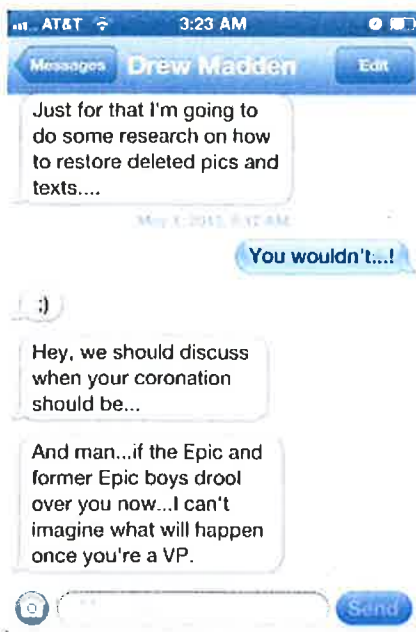 AT&T 3:23 AM
Messages Drew Madden Edit
Just for that I'm going to
do some research on how
to restore deleted pics and
texts....
You wouldn't...!
:)
Hey, we should discuss
when your coronation
should be...
And man...if the Epic and
former Epic boys drool
over you now...I can't
imagine what will happen
once you're a VP.
Send